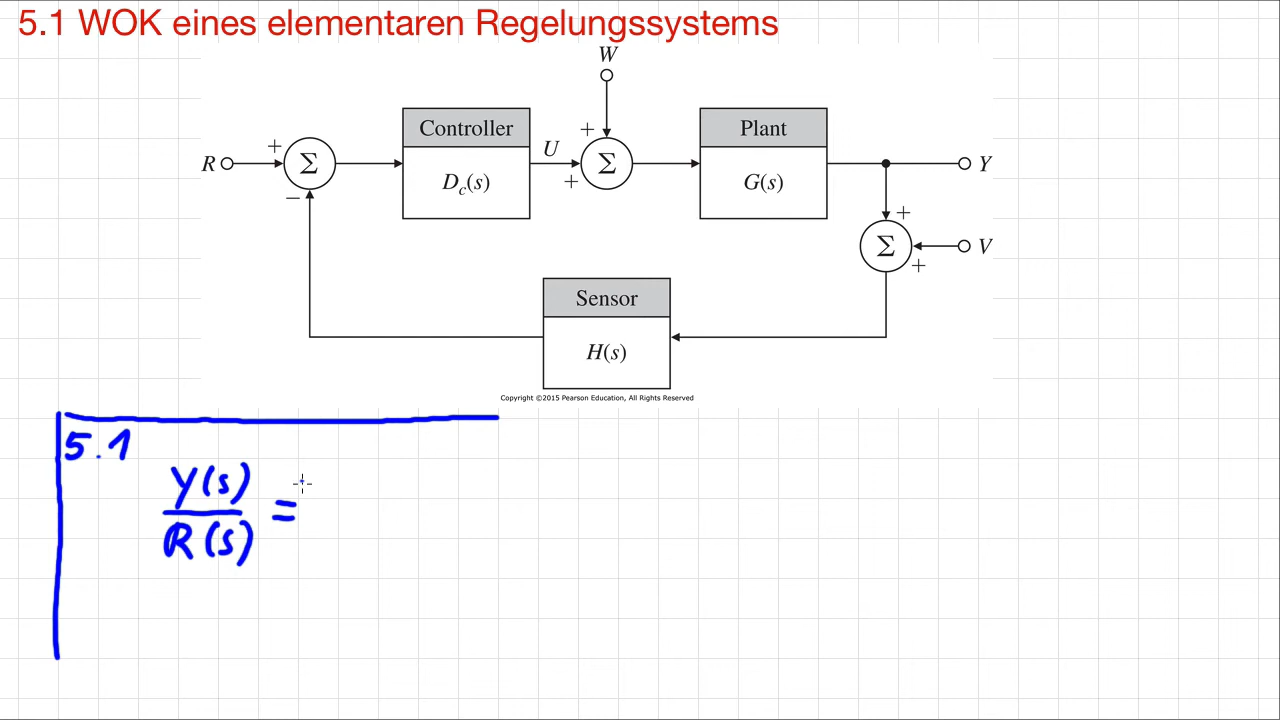 5.1 WOK eines elementaren Regelungssystems
W
Controller
Plant
R
+
Σ
−
D_c(s)
U
+
+
Σ
G(s)
Y
+
Σ
V
+
Sensor
H(s)
Copyright ©2015 Pearson Education, All Rights Reserved
5.1
Y(s)
=
R(s)